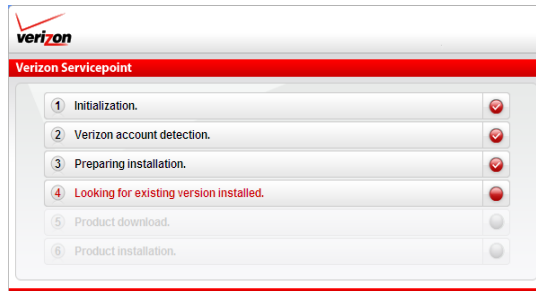 verizon
Verizon Servicepoint
1 Initialization.
2 Verizon account detection.
3 Preparing installation.
4 Looking for existing version installed.
5 Product download.
6 Product installation.